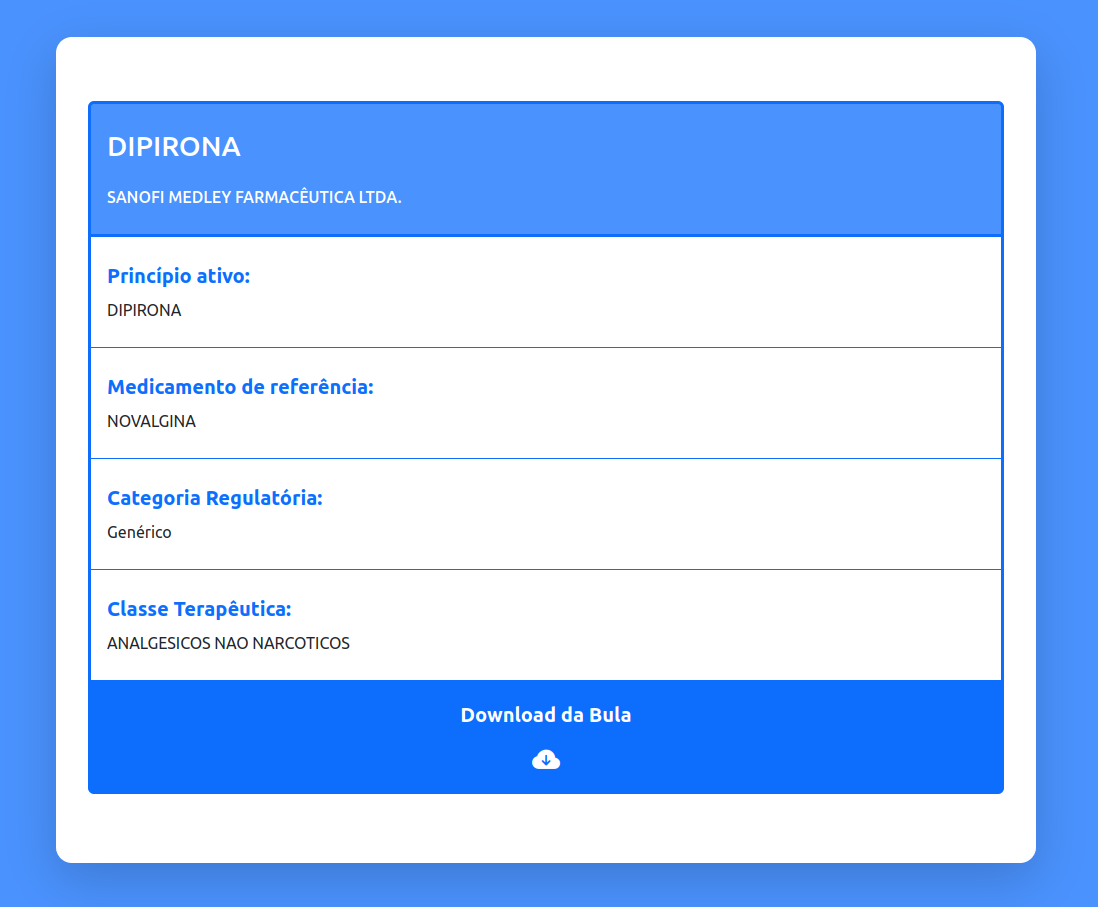 DIPIRONA
SANOFI MEDLEY FARMACÊUTICA LTDA.
Princípio ativo:
DIPIRONA
Medicamento de referência:
NOVALGINA
Categoria Regulatória:
Genérico
Classe Terapêutica:
ANALGESICOS NAO NARCOTICOS
Download da Bula